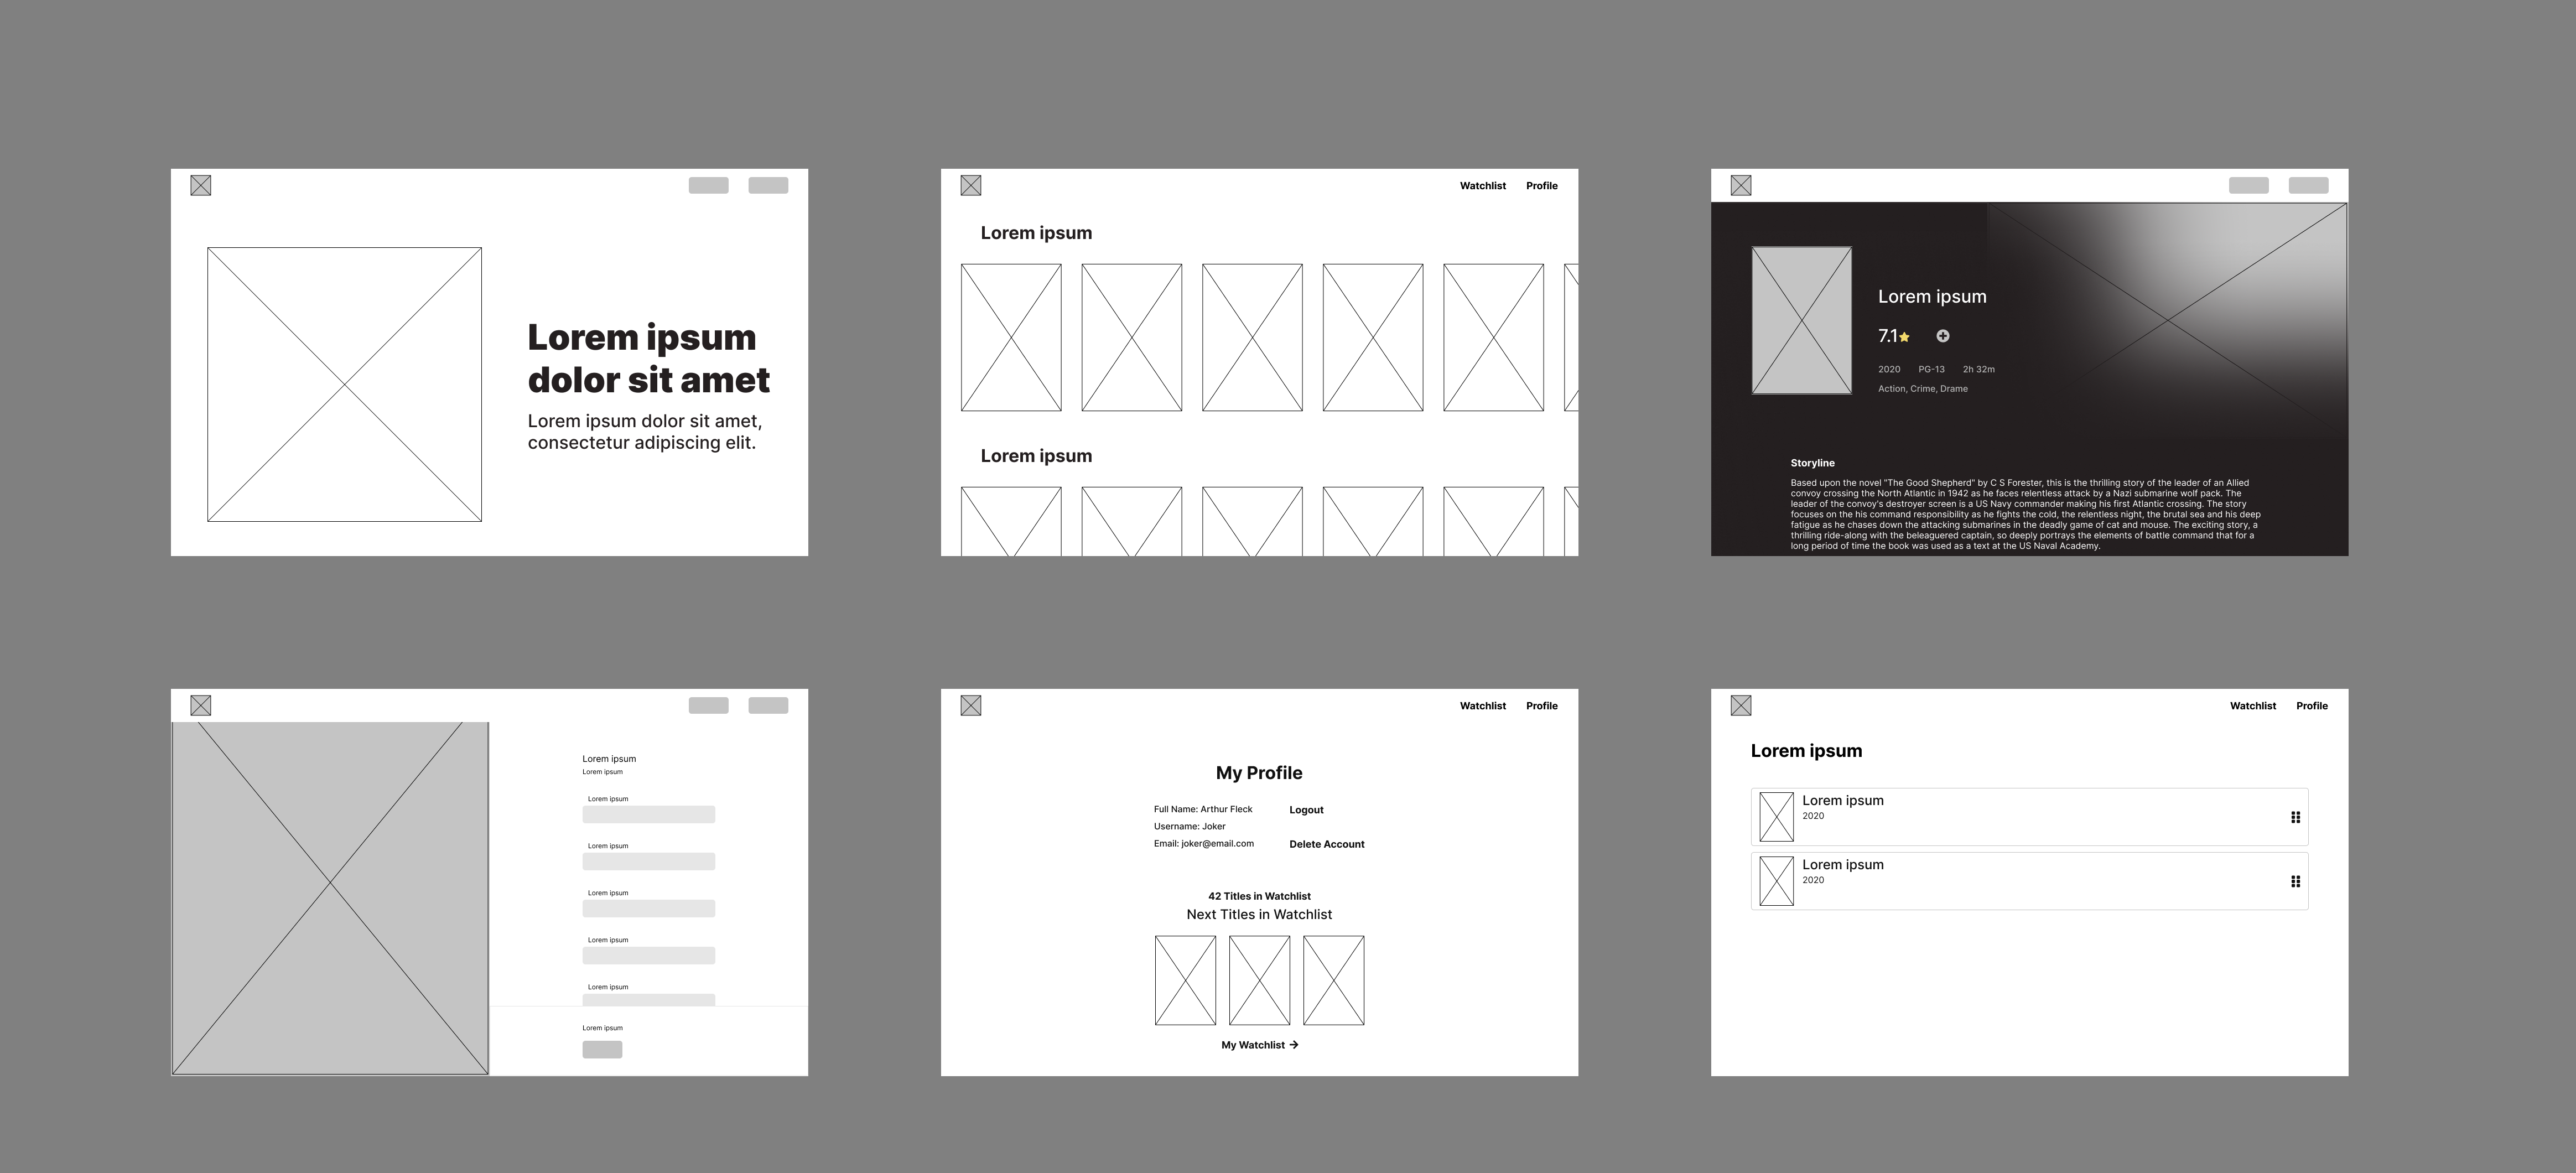 Lorem ipsum
dolor sit amet
Lorem ipsum dolor sit amet,
consectetur adipiscing elit.
Watchlist Profile
Lorem ipsum
Lorem ipsum
Lorem ipsum
7.1
2020 PG-13 2h 32m
Action, Crime, Drame
Storyline
Based upon the novel "The Good Shepherd" by C S Forester, this is the thrilling story of the leader of an Allied
convoy crossing the North Atlantic in 1942 as he faces relentless attack by a Nazi submarine wolf pack. The
leader of the convoy's destroyer screen is a US Navy commander making his first Atlantic crossing. The story
focuses on the his command responsibility as he fights the cold, the relentless night, the brutal sea and his deep
fatigue as he chases down the attacking submarines in the deadly game of cat and mouse. The exciting story, a
thrilling ride-along with the beleaguered captain, so deeply portrays the elements of battle command that for a
long period of time the book was used as a text at the US Naval Academy.
Lorem ipsum
Lorem ipsum
Lorem ipsum
Lorem ipsum
Lorem ipsum
Lorem ipsum
Lorem ipsum
Lorem ipsum
Watchlist Profile
My Profile
Full Name: Arthur Fleck Logout
Username: Joker
Email: joker@email.com Delete Account
42 Titles in Watchlist
Next Titles in Watchlist
My Watchlist →
Watchlist Profile
Lorem ipsum
Lorem ipsum
2020
Lorem ipsum
2020